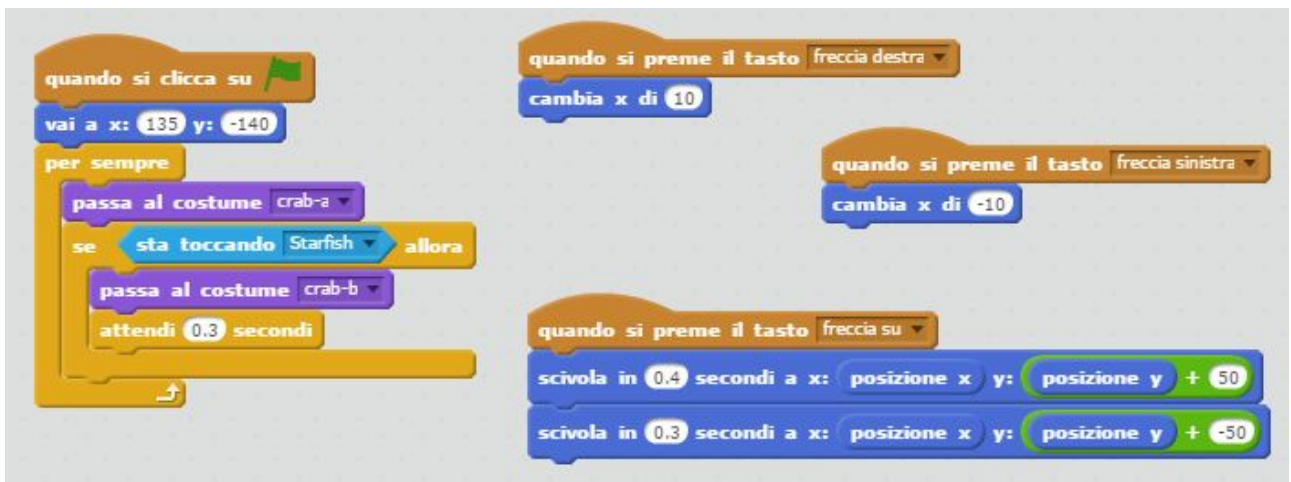 quando si clicca su
vai a x: 135 y: -140
per sempre
passa al costume crab-a
se sta toccando Starfish allora
passa al costume crab-b
attendi 0.3 secondi
quando si preme il tasto freccia destra
cambia x di 10
quando si preme il tasto freccia sinistra
cambia x di -10
quando si preme il tasto freccia su
scivola in 0.4 secondi a x: posizione x y: posizione y + 50
scivola in 0.3 secondi a x: posizione x y: posizione y + -50